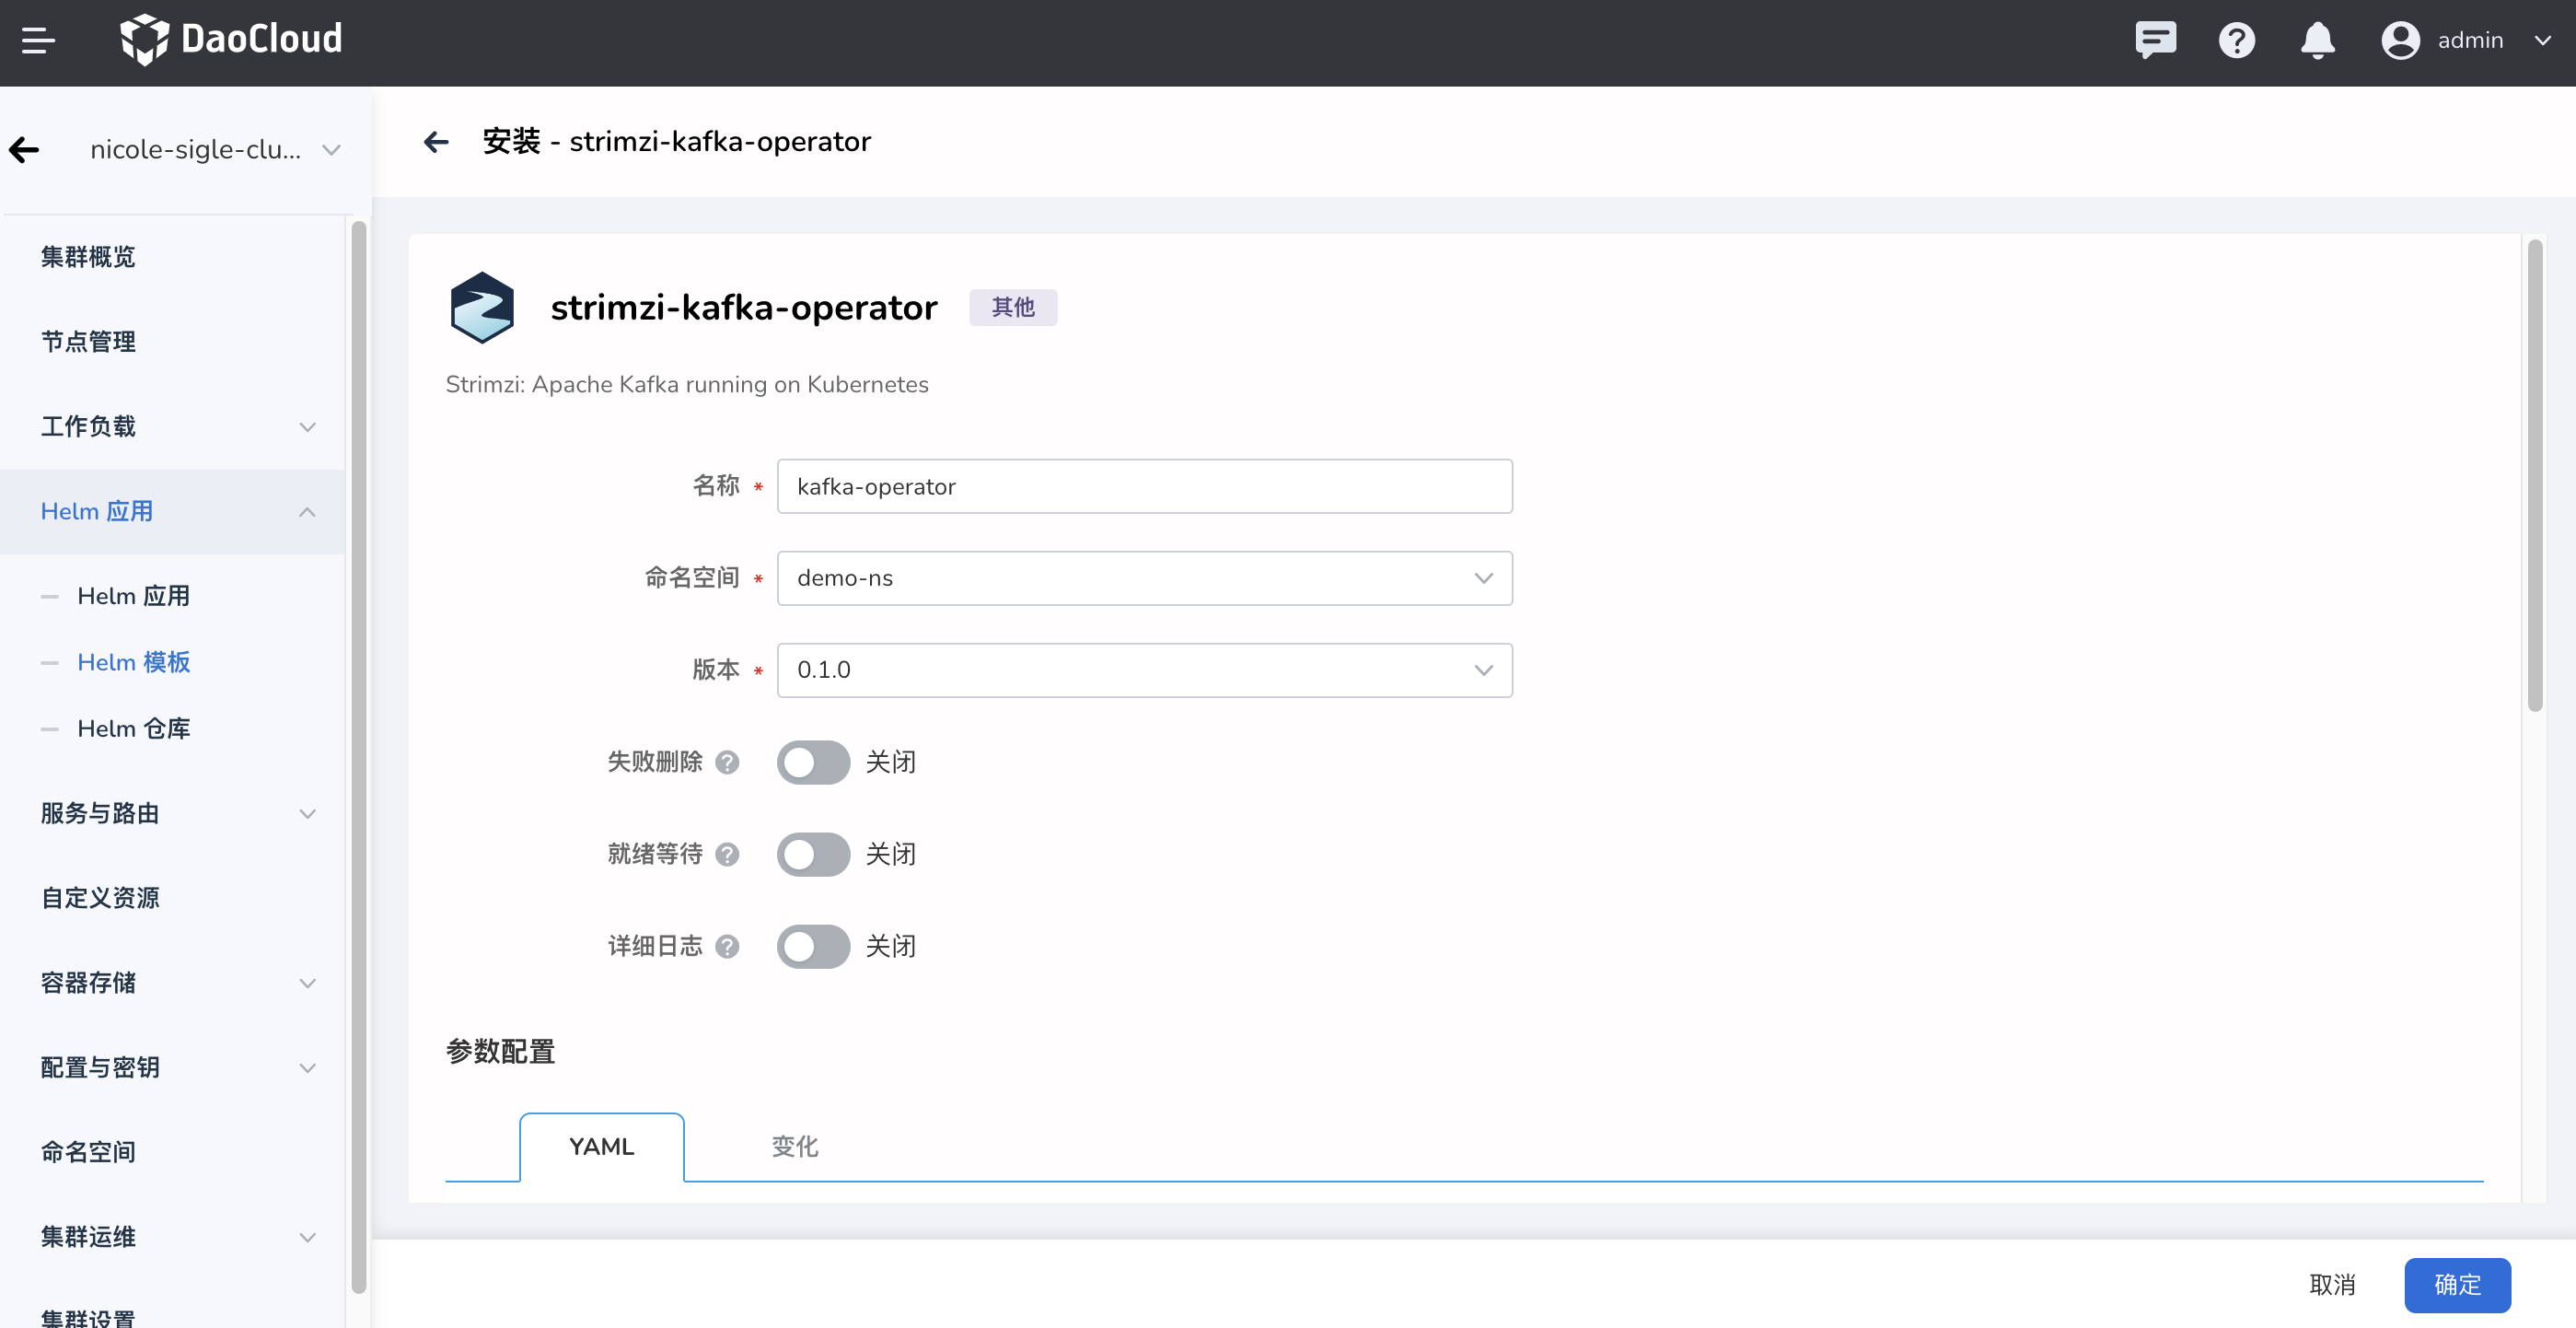 DaoCloud
admin
nicole-sigle-clu...
集群概览
节点管理
工作负载
Helm 应用
Helm 应用
Helm 模板
Helm 仓库
服务与路由
自定义资源
容器存储
配置与密钥
命名空间
集群运维
集群设置
安装 - strimzi-kafka-operator
strimzi-kafka-operator 其他
Strimzi: Apache Kafka running on Kubernetes
名称 * kafka-operator
命名空间 * demo-ns
版本 * 0.1.0
失败删除 ? 关闭
就绪等待 ? 关闭
详细日志 ? 关闭
参数配置
YAML 变化
取消 确定